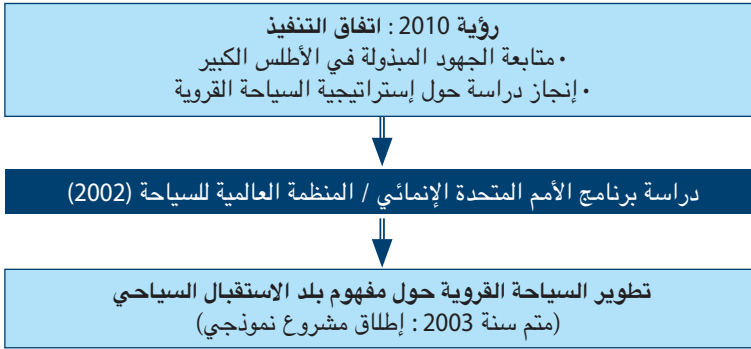 رؤية 2010 : اتفاق التنفيذ
• متابعة الجهود المبذولة في الأطلس الكبير
• إنجاز دراسة حول إستراتيجية السياحة القروية
دراسة برنامج الأمم المتحدة الإنمائي / المنظمة العالمية للسياحة (2002)
تطوير السياحة القروية حول مفهوم بلد الاستقبال السياحي
(متم سنة 2003 : إطلاق مشروع نموذجي)